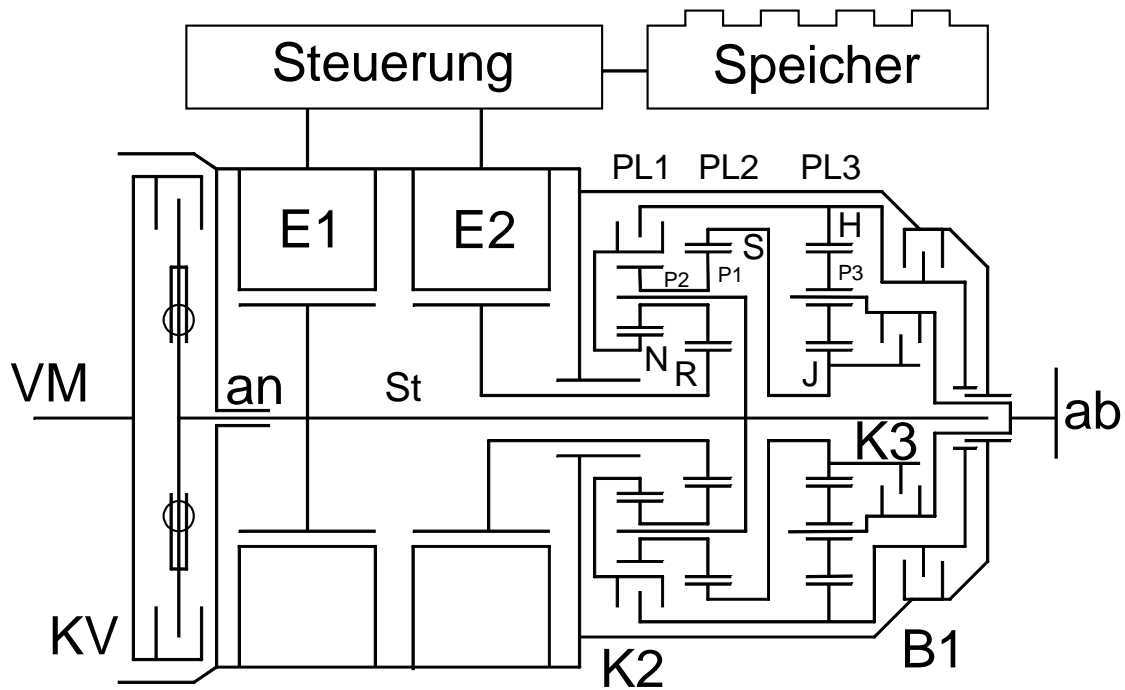 Steuerung
Speicher
PL1 PL2 PL3
E1 E2
H
S
P2 P1 P3
VM
an
St
N
R
J
ab
K3
KV
K2
B1